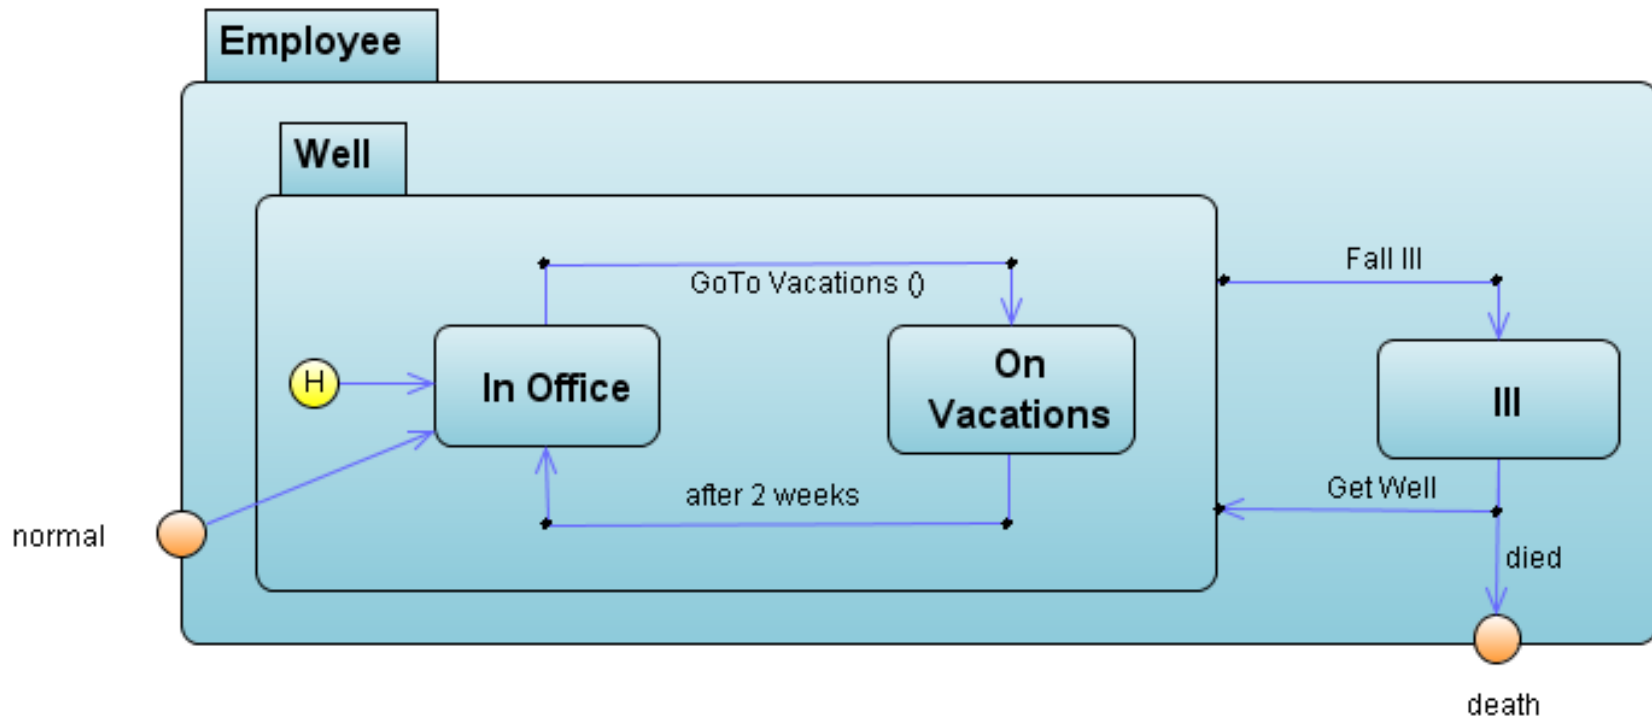 Employee
Well
Fall Ill
GoTo Vacations ()
H
In Office
On
Vacations
Ill
after 2 weeks
Get Well
normal
died
death